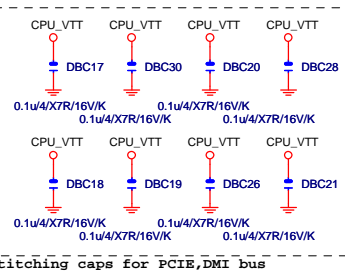 CPU_VTT CPU_VTT CPU_VTT CPU_VTT
DBC17 DBC30 DBC20 DBC28
0.1u/4/X7R/16V/K 0.1u/4/X7R/16V/K
0.1u/4/X7R/16V/K 0.1u/4/X7R/16V/K
CPU_VTT CPU_VTT CPU_VTT CPU_VTT
DBC18 DBC19 DBC26 DBC21
0.1u/4/X7R/16V/K 0.1u/4/X7R/16V/K
0.1u/4/X7R/16V/K 0.1u/4/X7R/16V/K
titching caps for PCIE,DMI bus